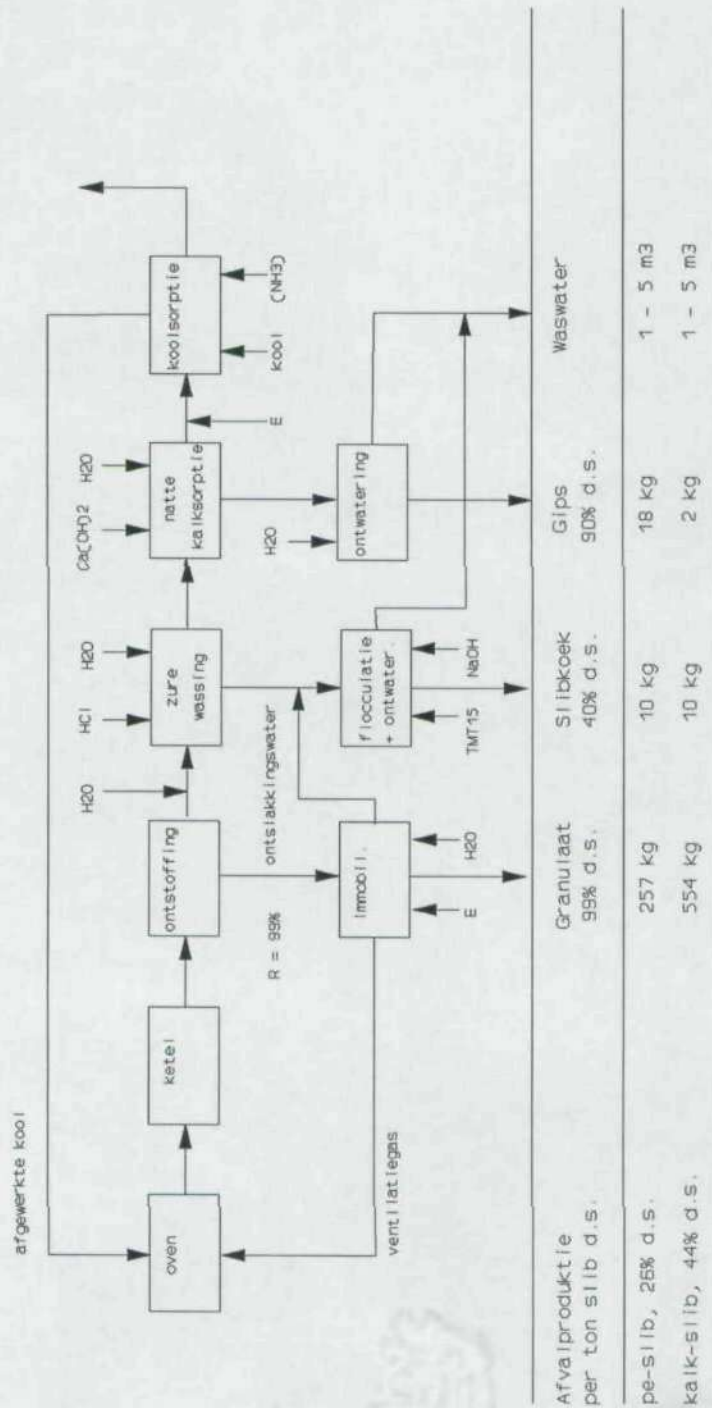 afgewerkte kool
H2O
HCl
H2O
Ca(OH)2
H2O
oven
ketel
ontstoffing
zure
wassing
natte
kalksorptie
koolsorptie
E
kool
(NH3)
R = 99%
ontslakkingswater
H2O
ventilatiegas
immobil.
flocculatie
+ ontwater.
ontwatering
E
H2O
TMT15
NaOH
Afvalproduktie
per ton slib d.s.
Granulaat
99% d.s.
Slibkoek
40% d.s.
Gips
90% d.s.
Waswater
pe-slib, 26% d.s. 257 kg 10 kg 18 kg 1 - 5 m3
kalk-slib, 44% d.s. 554 kg 10 kg 2 kg 1 - 5 m3